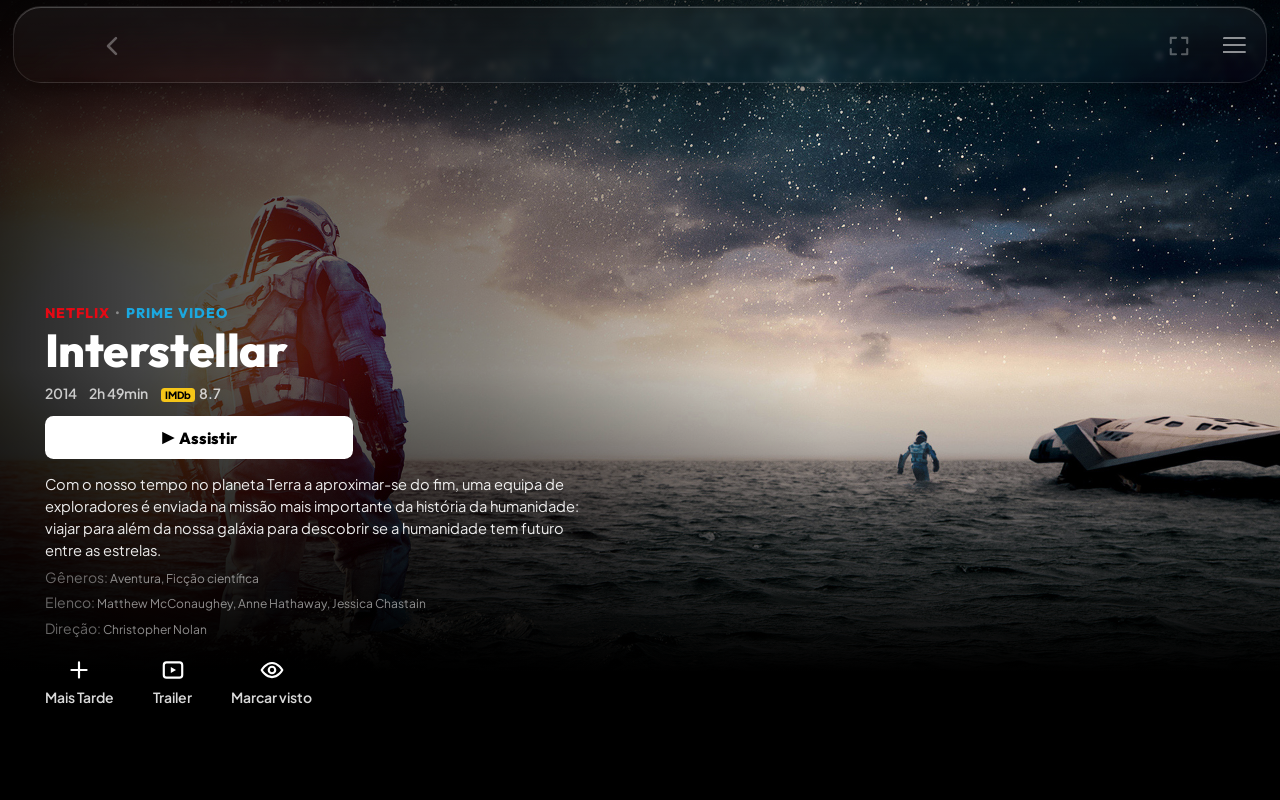 NETFLIX • PRIME VIDEO
Interstellar
2014 2h 49min IMDb 8.7
▶ Assistir
Com o nosso tempo no planeta Terra a aproximar-se do fim, uma equipa de
exploradores é enviada na missão mais importante da história da humanidade:
viajar para além da nossa galáxia para descobrir se a humanidade tem futuro
entre as estrelas.
Gêneros: Aventura, Ficção científica
Elenco: Matthew McConaughey, Anne Hathaway, Jessica Chastain
Direção: Christopher Nolan
Mais Tarde Trailer Marcar visto